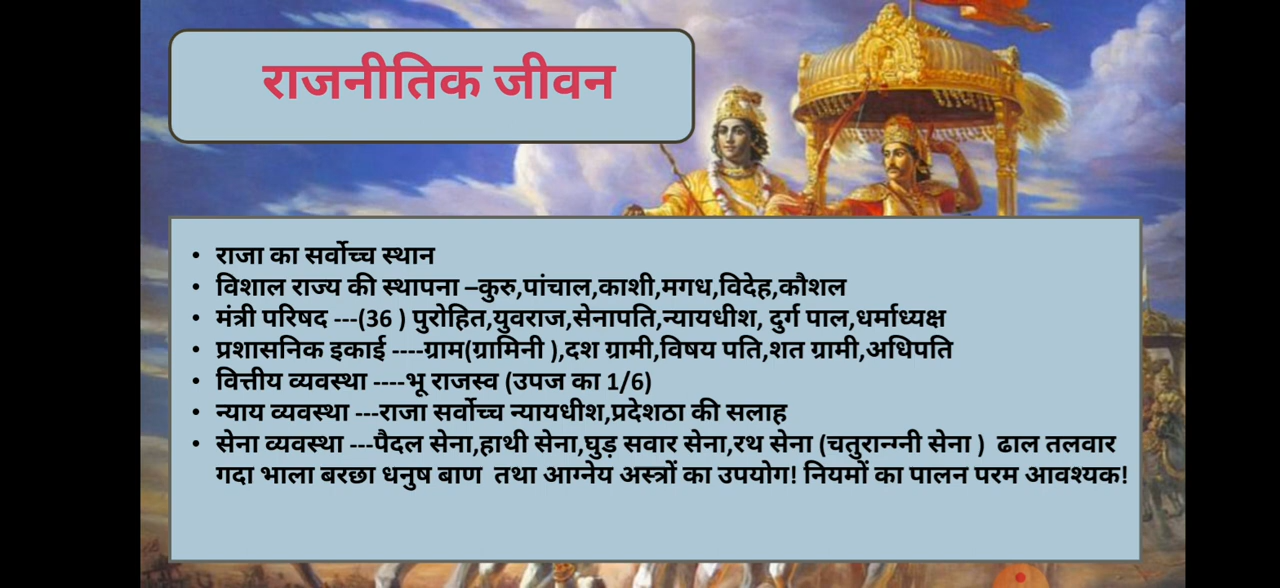 राजनीतिक जीवन
• राजा का सर्वोच्च स्थान
• विशाल राज्य की स्थापना –कुरु,पांचाल,काशी,मगध,विदेह,कौशल
• मंत्री परिषद ---(36 ) पुरोहित,युवराज,सेनापति,न्यायधीश, दुर्ग पाल,धर्माध्यक्ष
• प्रशासनिक इकाई ----ग्राम(ग्रामिनी ),दश ग्रामी,विषय पति,शत ग्रामी,अधिपति
• वित्तीय व्यवस्था ----भू राजस्व (उपज का 1/6)
• न्याय व्यवस्था ---राजा सर्वोच्च न्यायधीश,प्रदेशठा की सलाह
• सेना व्यवस्था ---पैदल सेना,हाथी सेना,घुड़ सवार सेना,रथ सेना (चतुरान्ग्नी सेना ) ढाल तलवार
गदा भाला बरछा धनुष बाण तथा आग्नेय अस्त्रों का उपयोग! नियमों का पालन परम आवश्यक!